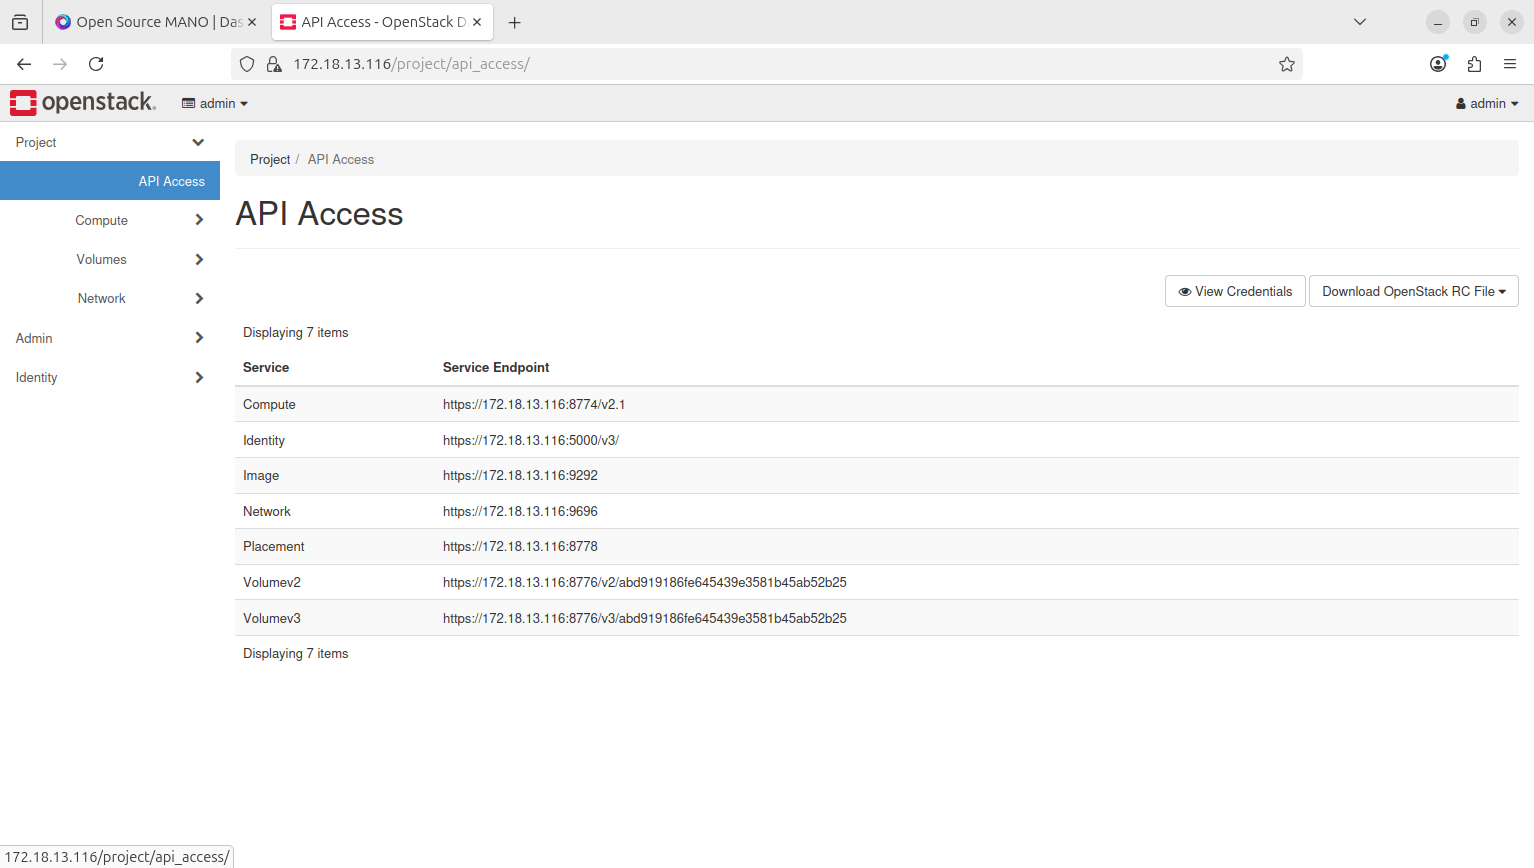 Open Source MANO | Das
API Access - OpenStack D
172.18.13.116/project/api_access/
openstack.
admin
admin
Project
API Access
Compute
Volumes
Network
Admin
Identity
Project / API Access
API Access
View Credentials
Download OpenStack RC File
Displaying 7 items
Service Service Endpoint
Compute https://172.18.13.116:8774/v2.1
Identity https://172.18.13.116:5000/v3/
Image https://172.18.13.116:9292
Network https://172.18.13.116:9696
Placement https://172.18.13.116:8778
Volumev2 https://172.18.13.116:8776/v2/abd919186fe645439e3581b45ab52b25
Volumev3 https://172.18.13.116:8776/v3/abd919186fe645439e3581b45ab52b25
Displaying 7 items
172.18.13.116/project/api_access/